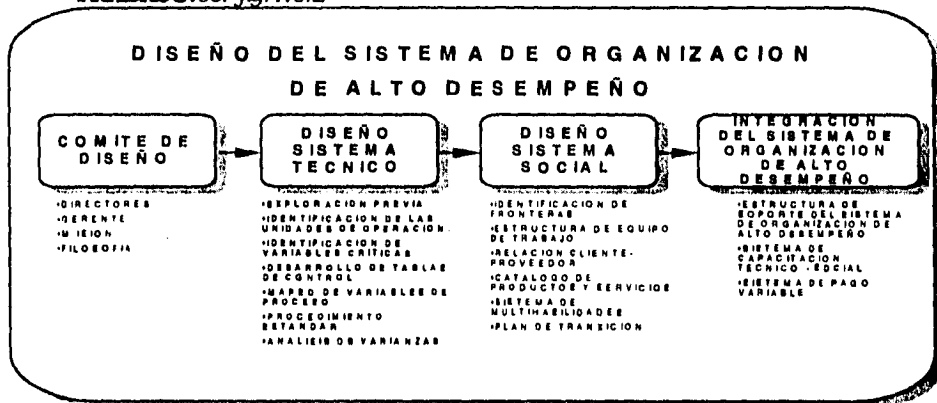 DISEÑO DEL SISTEMA DE ORGANIZACION
DE ALTO DESEMPEÑO
COMITE DE
DISEÑO
•DIRECTORES
•GERENTE
•MISION
•FILOSOFIA
DISEÑO
SISTEMA
TECNICO
•EXPLORACION PREVIA
•IDENTIFICACION DE LAS
UNIDADES DE OPERACION.
•IDENTIFICACION DE
VARIABLES CRITICAS
•DESARROLLO DE TABLAS
DE CONTROL
•MAPEO DE VARIABLES DE
PROCESO
•PROCEDIMIENTO
ESTANDAR
•ANALISIS DE VARIANZAS
DISEÑO
SISTEMA
SOCIAL
•IDENTIFICACION DE
FRONTERAS
•ESTRUCTURA DE EQUIPO
DE TRABAJO
•RELACION CLIENTE-
PROVEEDOR
•CATALOGO DE
PRODUCTOS Y SERVICIOS
•SISTEMA DE
MULTIHABILIDADES
•PLAN DE TRANSICION
INTEGRACION
DEL SISTEMA DE
ORGANIZACION
DE ALTO
DESEMPEÑO
•ESTRUCTURA DE
SOPORTE DEL SISTEMA
DE ORGANIZACION DE
ALTO DESEMPEÑO
•SISTEMA DE
CAPACITACION
TECNICO - SOCIAL
•SISTEMA DE PAGO
VARIABLE